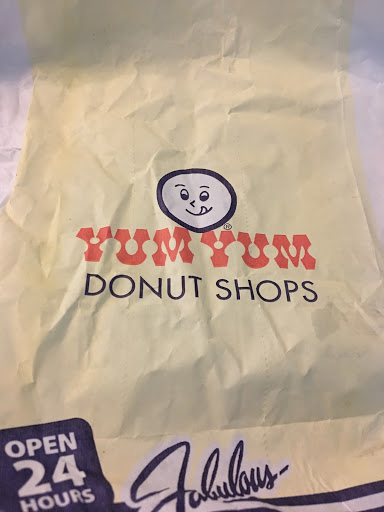 ®
YUM YUM
DONUT SHOPS
OPEN
24
HOURS
Fabulous